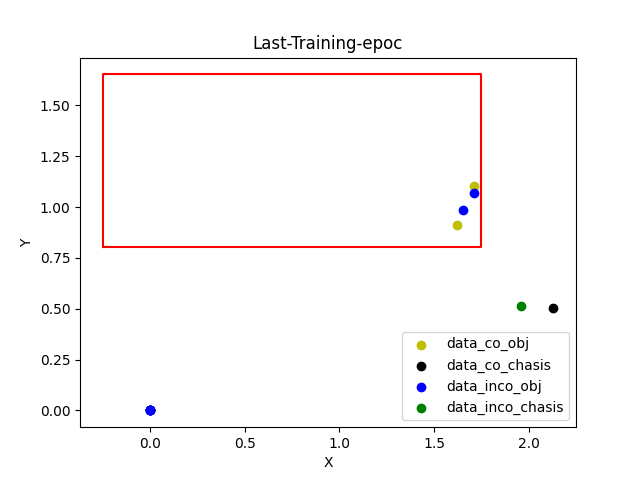 Last-Training-epoc
1.50
1.25
1.00
0.75
0.50
0.25
0.00
Y
data_co_obj
data_co_chasis
data_inco_obj
data_inco_chasis
0.0 0.5 1.0 1.5 2.0
X